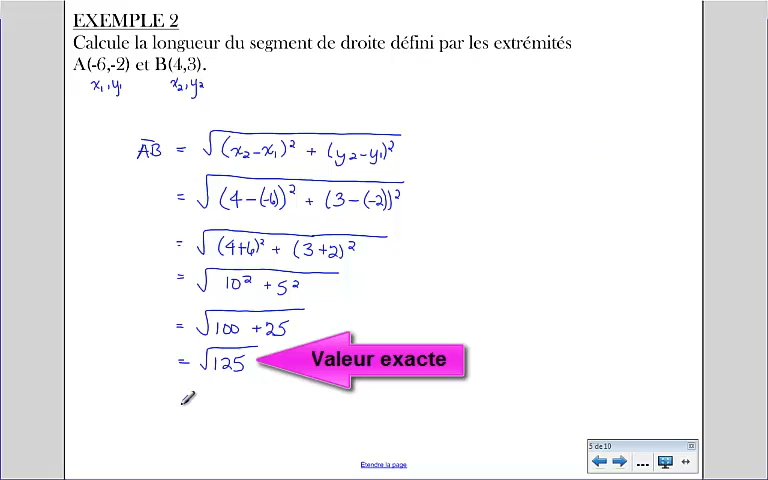 EXEMPLE 2
Calcule la longueur du segment de droite défini par les extrémités
A(-6,-2) et B(4,3).
x₁,y₁ x₂,y₂
A̅B̅ = √((x₂-x₁)² + (y₂-y₁)²)
= √((4-(-6))² + (3-(-2))²)
= √((4+6)² + (3+2)²)
= √(10² + 5²)
= √(100 + 25)
= √125 Valeur exacte
5 de 10
Etendre la page